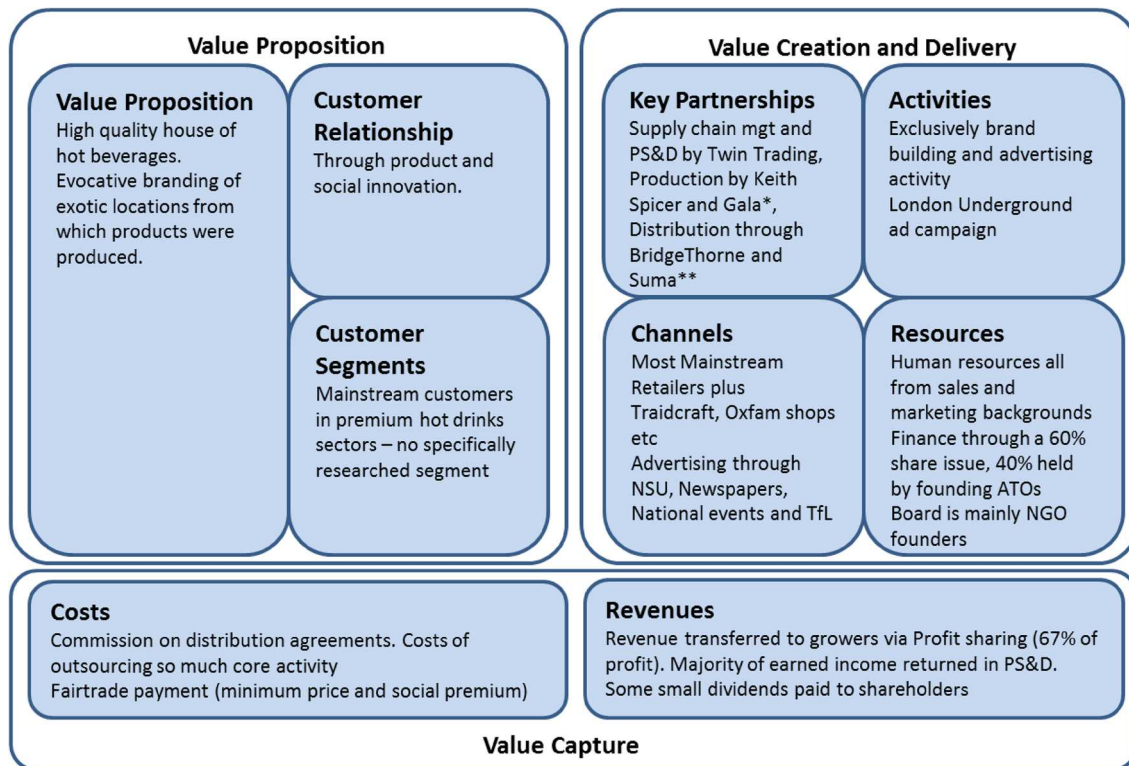 Value Proposition
Value Proposition
High quality house of
hot beverages.
Evocative branding of
exotic locations from
which products were
produced.
Customer
Relationship
Through product and
social innovation.
Customer
Segments
Mainstream customers
in premium hot drinks
sectors – no specifically
researched segment
Value Creation and Delivery
Key Partnerships
Supply chain mgt and
PS&D by Twin Trading,
Production by Keith
Spicer and Gala*,
Distribution through
BridgeThorne and
Suma**
Activities
Exclusively brand
building and advertising
activity
London Underground
ad campaign
Channels
Most Mainstream
Retailers plus
Traidcraft, Oxfam shops
etc
Advertising through
NSU, Newspapers,
National events and TfL
Resources
Human resources all
from sales and
marketing backgrounds
Finance through a 60%
share issue, 40% held
by founding ATOs
Board is mainly NGO
founders
Costs
Commission on distribution agreements. Costs of
outsourcing so much core activity
Fairtrade payment (minimum price and social premium)
Revenues
Revenue transferred to growers via Profit sharing (67% of
profit). Majority of earned income returned in PS&D.
Some small dividends paid to shareholders
Value Capture